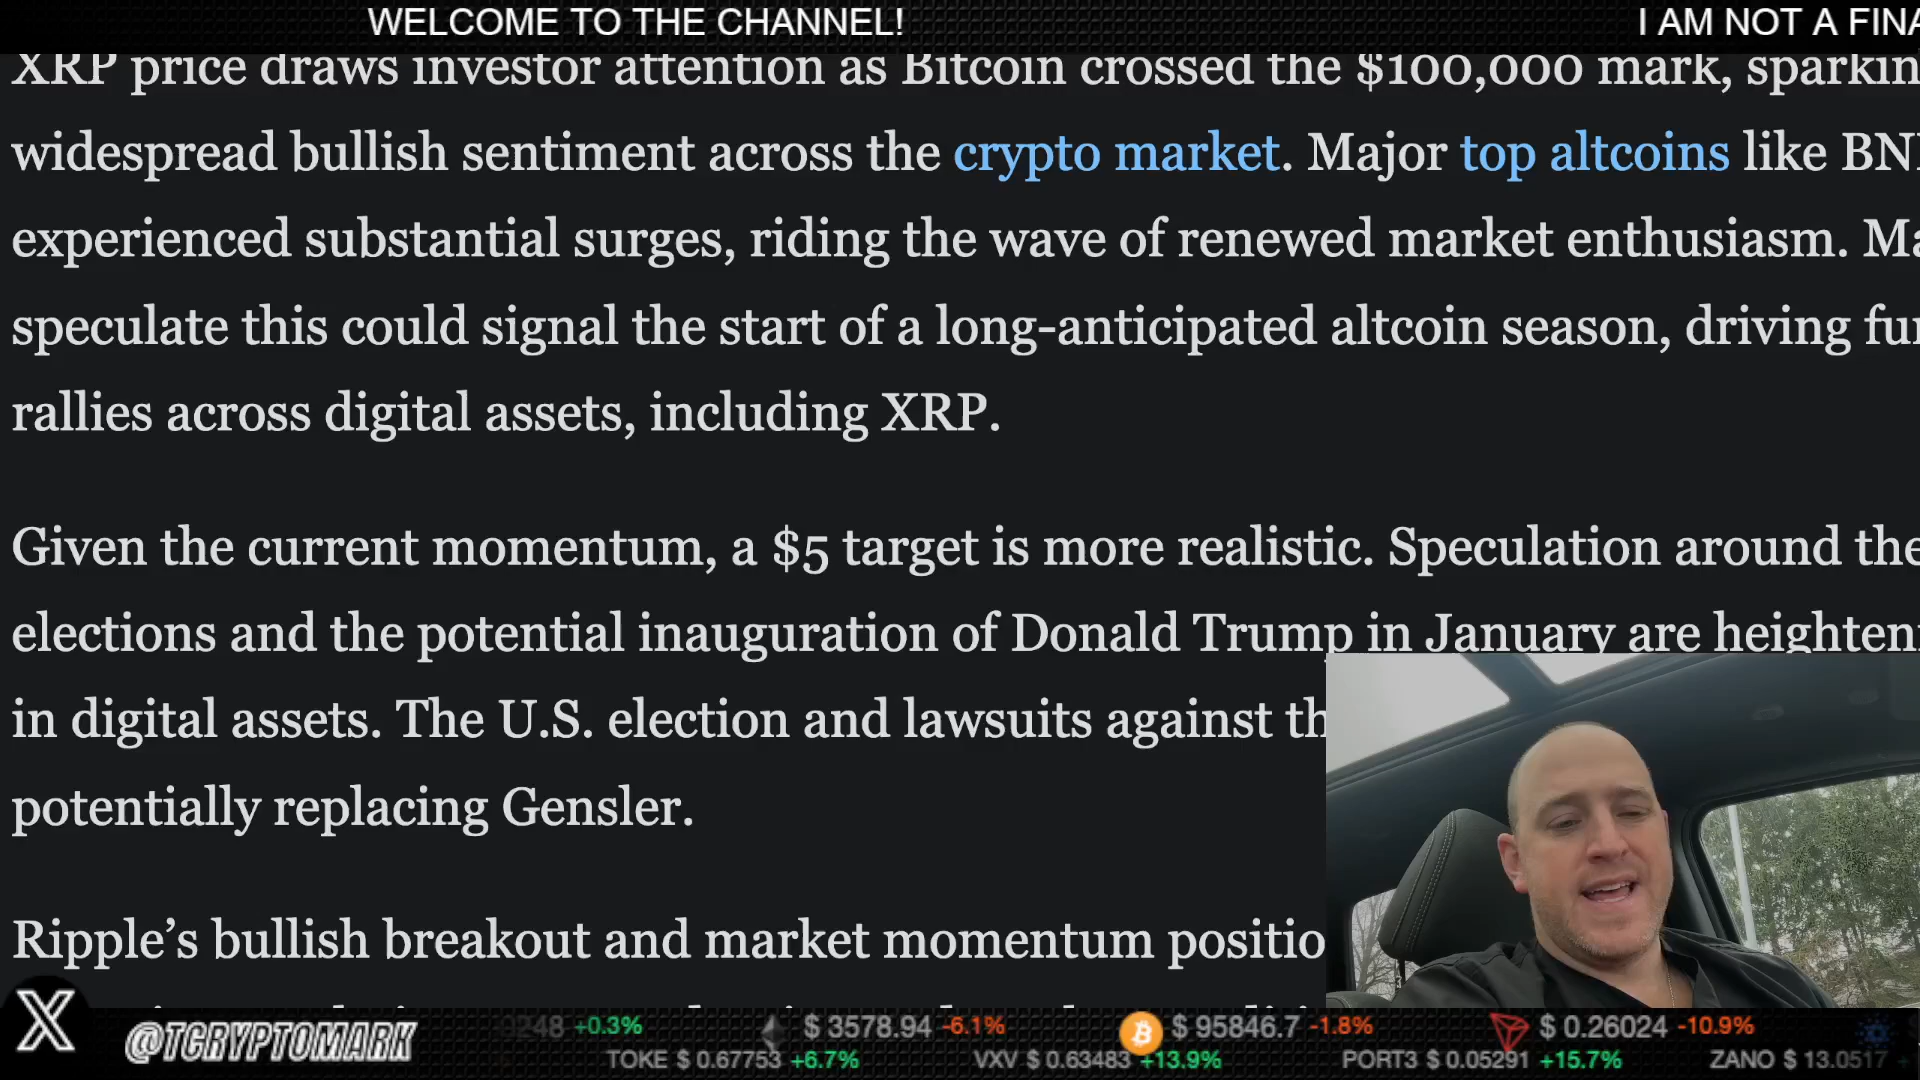 WELCOME TO THE CHANNEL!
I AM NOT A FINA
XRP price draws investor attention as Bitcoin crossed the $100,000 mark, sparkin
widespread bullish sentiment across the crypto market. Major top altcoins like BN
experienced substantial surges, riding the wave of renewed market enthusiasm. Ma
speculate this could signal the start of a long-anticipated altcoin season, driving fu
rallies across digital assets, including XRP.
Given the current momentum, a $5 target is more realistic. Speculation around the
elections and the potential inauguration of Donald Trump in January are heighteni
in digital assets. The U.S. election and lawsuits against th
potentially replacing Gensler.
Ripple’s bullish breakout and market momentum positio
X
@TCRYPTOMARK
248 +0.3% $ 3578.94 -6.1% $ 95846.7 -1.8% $ 0.26024 -10.9%
TOKE $ 0.67753 +6.7% VXV $ 0.63483 +13.9% PORT3 $ 0.05291 +15.7% ZANO $ 13.0517